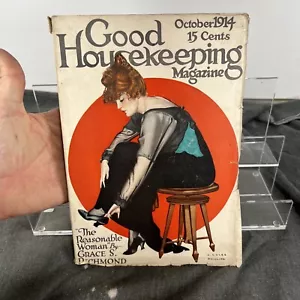 October 1914
15 Cents
Good
Housekeeping
Magazine
"The
Reasonable
Woman" By
GRACE S.
RICHMOND